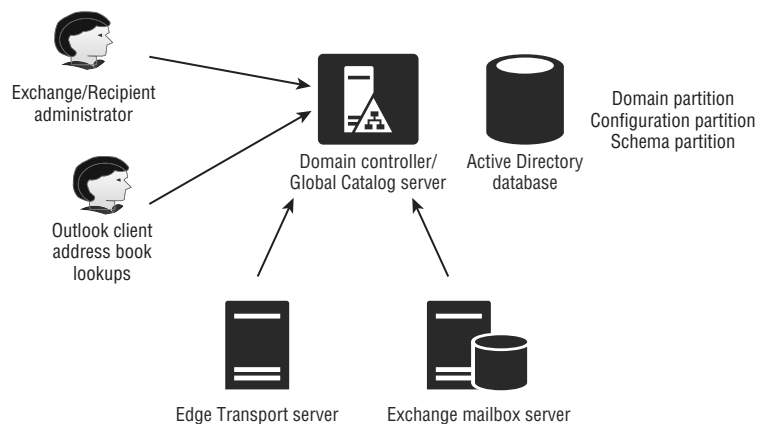 Exchange/Recipient
administrator
Domain controller/
Global Catalog server
Active Directory
database
Domain partition
Configuration partition
Schema partition
Outlook client
address book
lookups
Edge Transport server
Exchange mailbox server